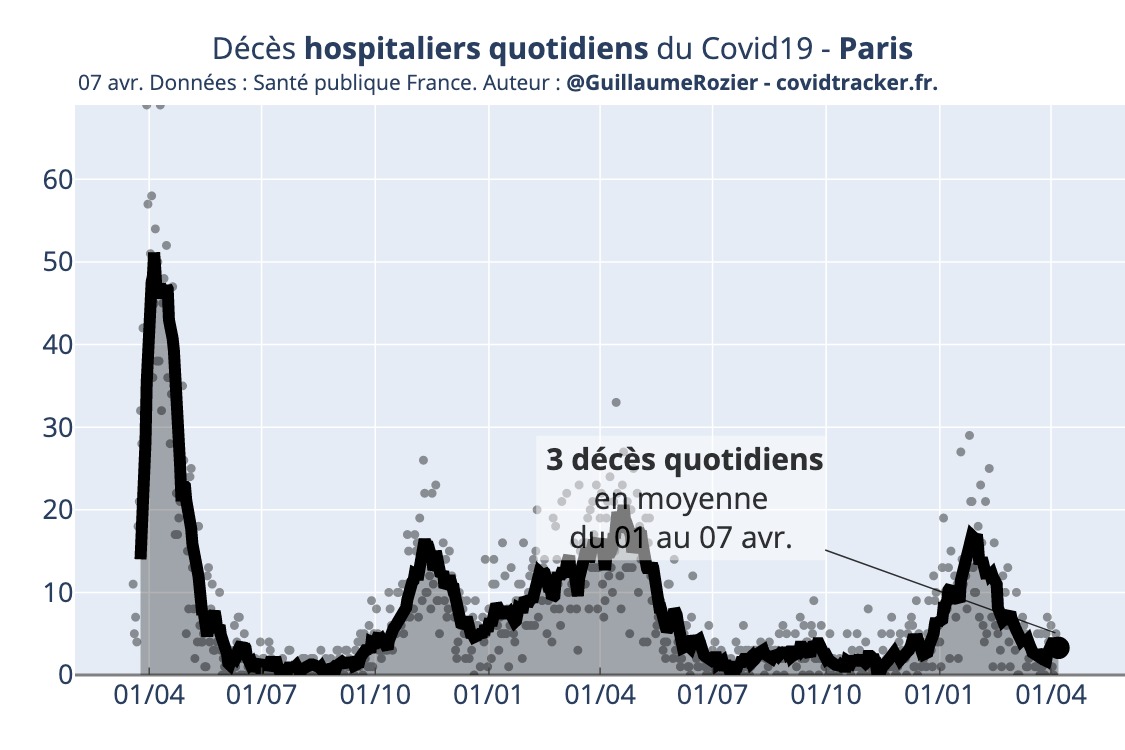 Décès hospitaliers quotidiens du Covid19 - Paris
07 avr. Données : Santé publique France. Auteur : @GuillaumeRozier - covidtracker.fr.
60
50
40
30
3 décès quotidiens
en moyenne
20
du 01 au 07 avr.
10
0
01/04 01/07 01/10 01/01 01/04 01/07 01/10 01/01 01/04